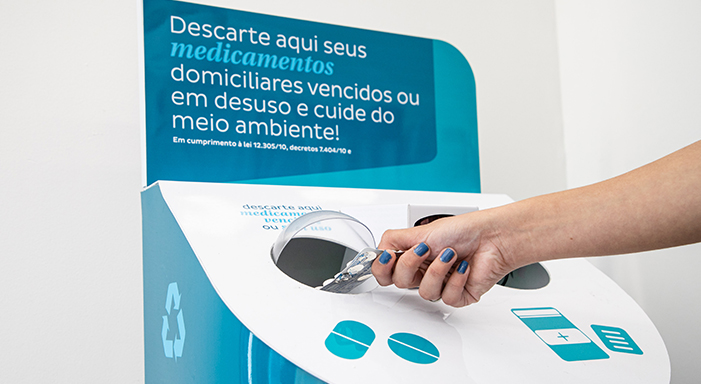 Descarte aqui seus
medicamentos
domiciliares vencidos ou
em desuso e cuide do
meio ambiente!
Em cumprimento à lei 12.305/10, decretos 7.404/10 e
descarte aqui
ou